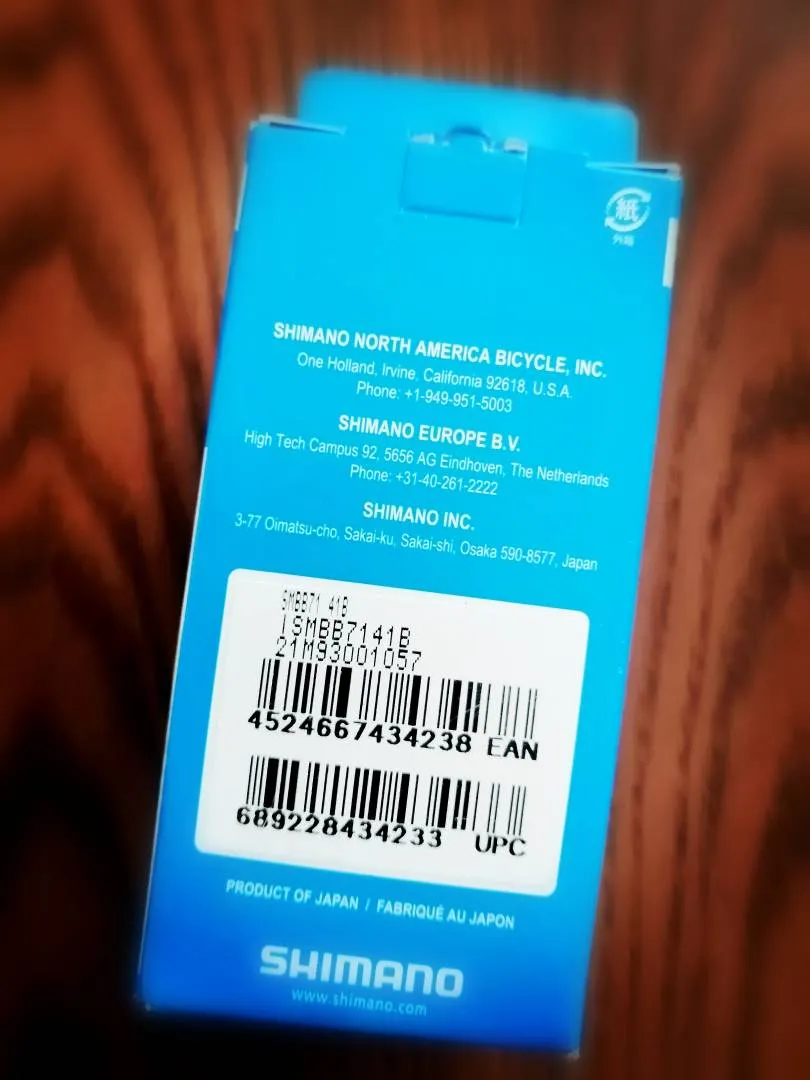 紙
外箱
SHIMANO NORTH AMERICA BICYCLE, INC.
One Holland, Irvine, California 92618, U.S.A.
Phone: +1-949-951-5003
SHIMANO EUROPE B.V.
High Tech Campus 92, 5656 AG Eindhoven, The Netherlands
Phone: +31-40-261-2222
SHIMANO INC.
3-77 Oimatsu-cho, Sakai-ku, Sakai-shi, Osaka 590-8577, Japan
SMBB71 41B
ISMBB7141B
21M93001057
4524667434238 EAN
689228434233 UPC
PRODUCT OF JAPAN / FABRIQUÉ AU JAPON
SHIMANO
www.shimano.com